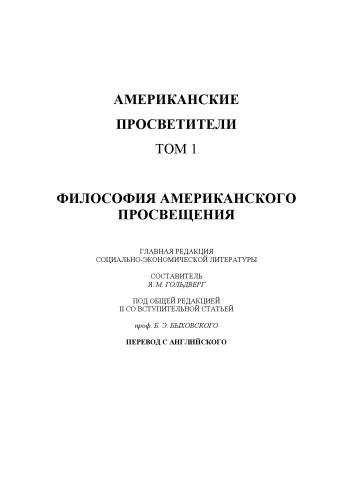 АМЕРИКАНСКИЕ
ПРОСВЕТИТЕЛИ
ТОМ 1
ФИЛОСОФИЯ АМЕРИКАНСКОГО
ПРОСВЕЩЕНИЯ
ГЛАВНАЯ РЕДАКЦИЯ
СОЦИАЛЬНО-ЭКОНОМИЧЕСКОЙ ЛИТЕРАТУРЫ
СОСТАВИТЕЛЬ
Я. М. ГОЛЬДВЕРГ
ПОД ОБЩЕЙ РЕДАКЦИЕЙ
II СО ВСТУПИТЕЛЬНОЙ СТАТЬЕЙ
проф. Б. Э. БЫХОВСКОГО
ПЕРЕВОД С АНГЛИЙСКОГО